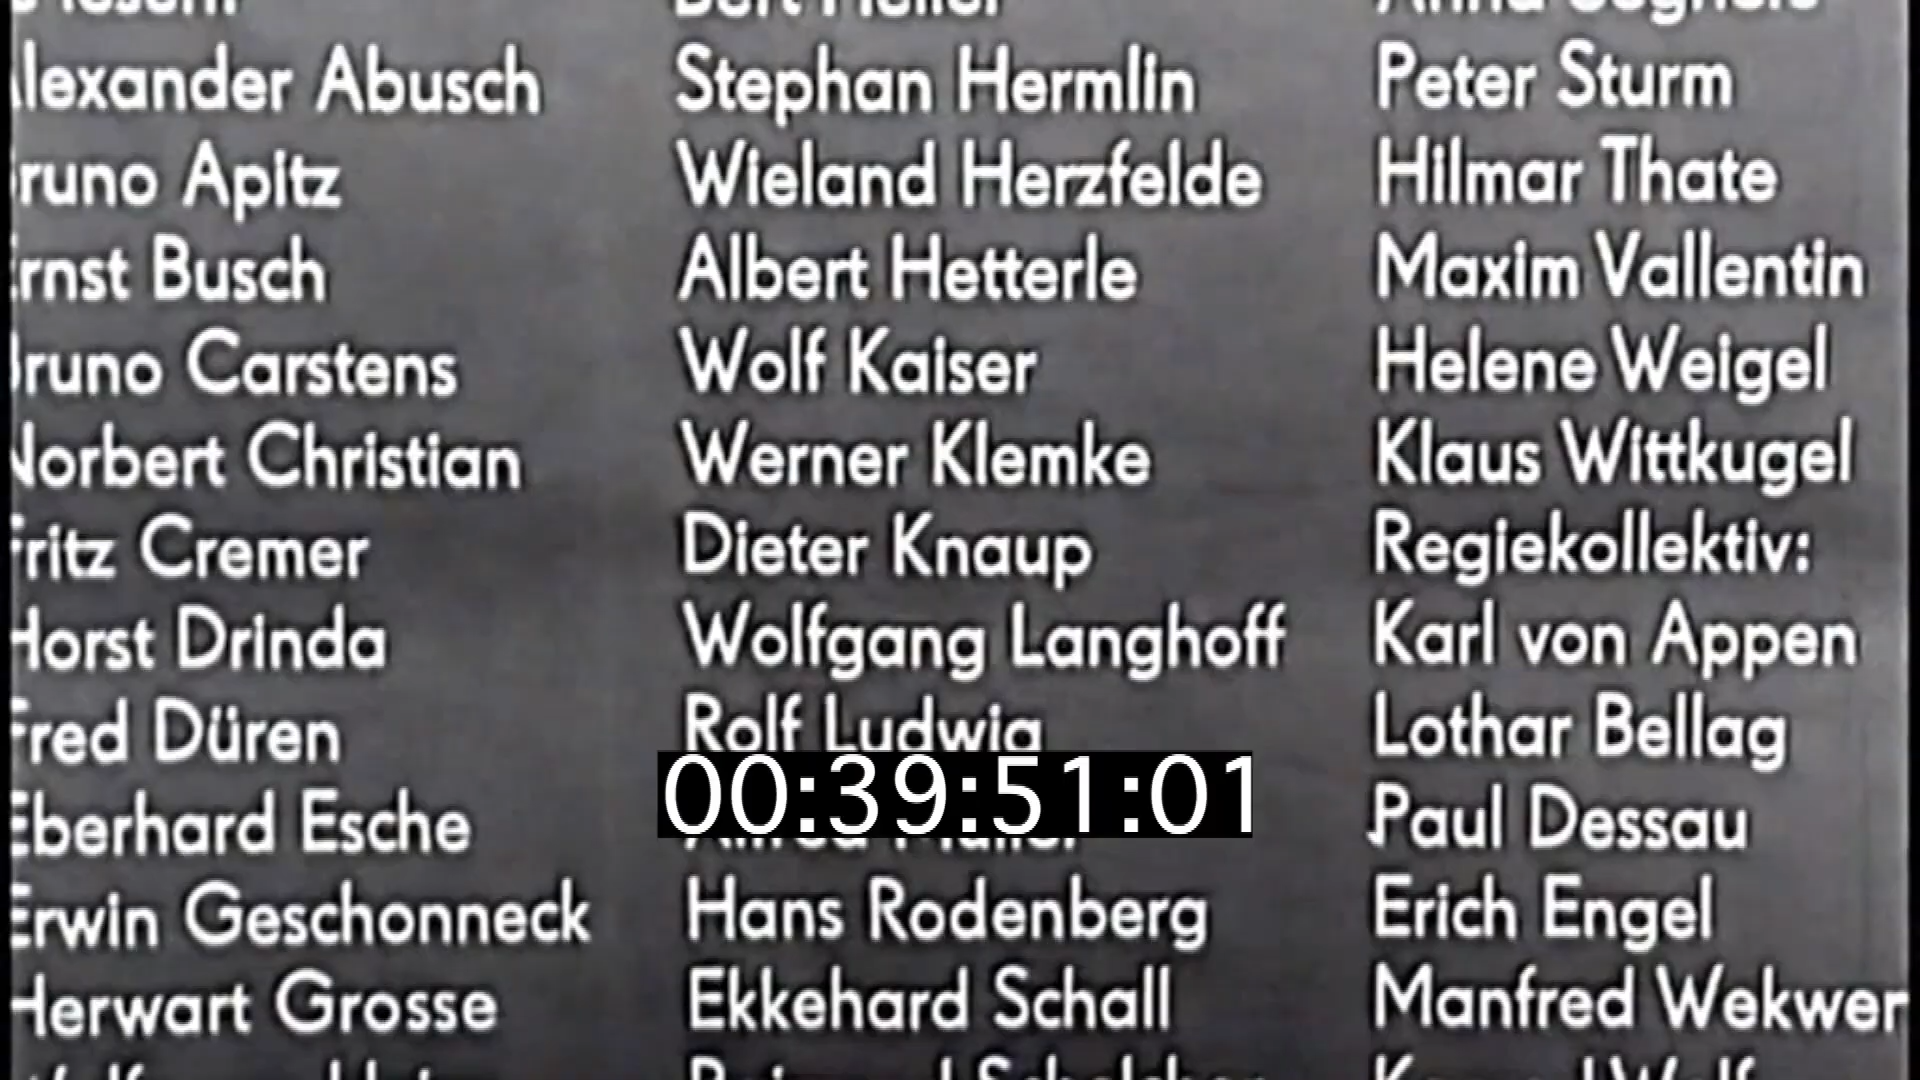 Alexander Abusch
Bruno Apitz
Ernst Busch
Bruno Carstens
Norbert Christian
Fritz Cremer
Horst Drinda
Fred Düren
Eberhard Esche
Erwin Geschonneck
Herwart Grosse
Stephan Hermlin
Wieland Herzfelde
Albert Hetterle
Wolf Kaiser
Werner Klemke
Dieter Knaup
Wolfgang Langhoff
Rolf Ludwig
00:39:51:01
Hans Rodenberg
Ekkehard Schall
Peter Sturm
Hilmar Thate
Maxim Vallentin
Helene Weigel
Klaus Wittkugel
Regiekollektiv:
Karl von Appen
Lothar Bellag
Paul Dessau
Erich Engel
Manfred Wekwer